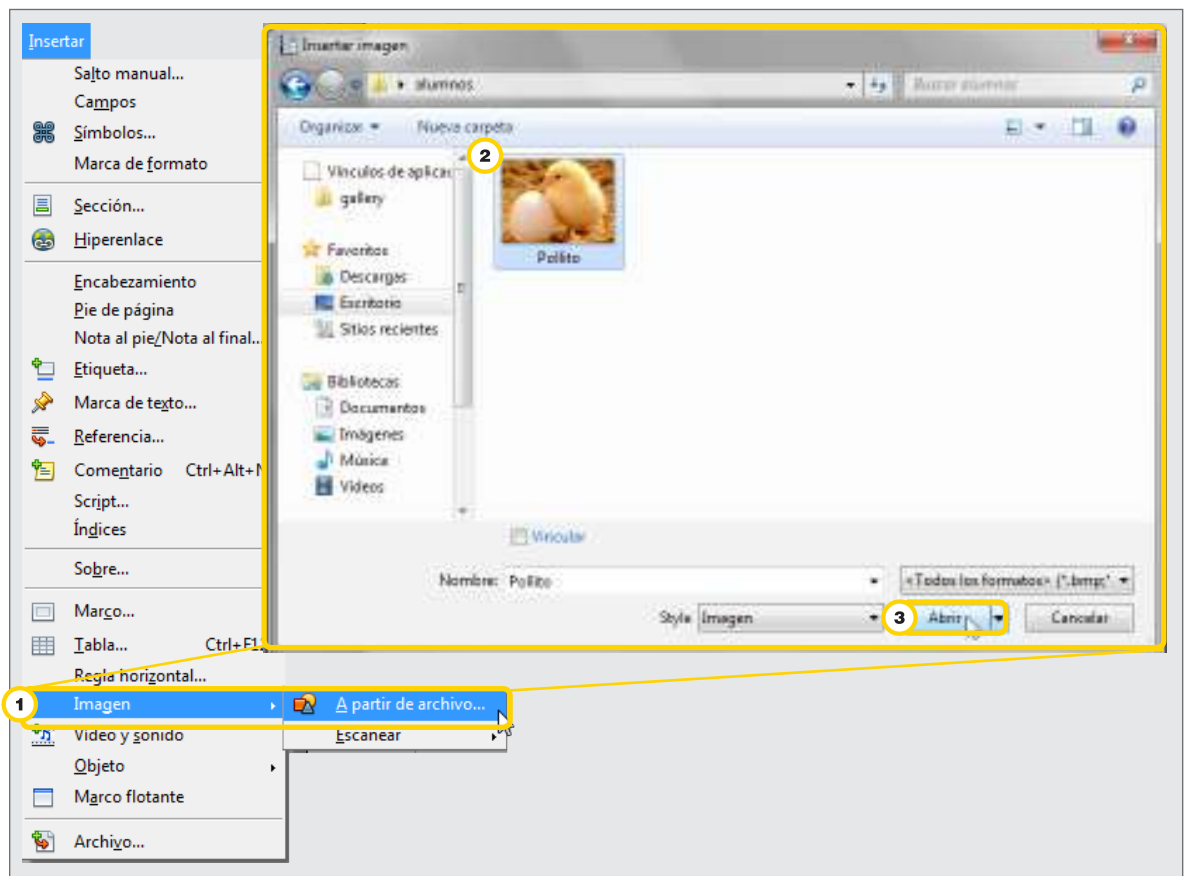 Insertar
Salto manual...
Campos
Símbolos...
Marca de formato
Sección...
Hiperenlace
Encabezamiento
Pie de página
Nota al pie/Nota al final...
Etiqueta...
Marca de texto...
Referencia...
Comentario Ctrl+Alt+N
Script...
Índices
Sobre...
Marco...
Tabla... Ctrl+F12
Regla horizontal...
1 Imagen
A partir de archivo...
Video y sonido
Escanear
Objeto
Marco flotante
Archivo...
Insertar imagen
alumnos
Buscar alumnos
Organizar
Nueva carpeta
2
Vínculos de aplicac
gallery
Favoritos
Descargas
Escritorio
Sitios recientes
Bibliotecas
Documentos
Imágenes
Música
Videos
Pollito
Vincular
Nombre: Pollito
<Todos los formatos> (*.bmp;*
Style Imagen
3 Abrir
Cancelar